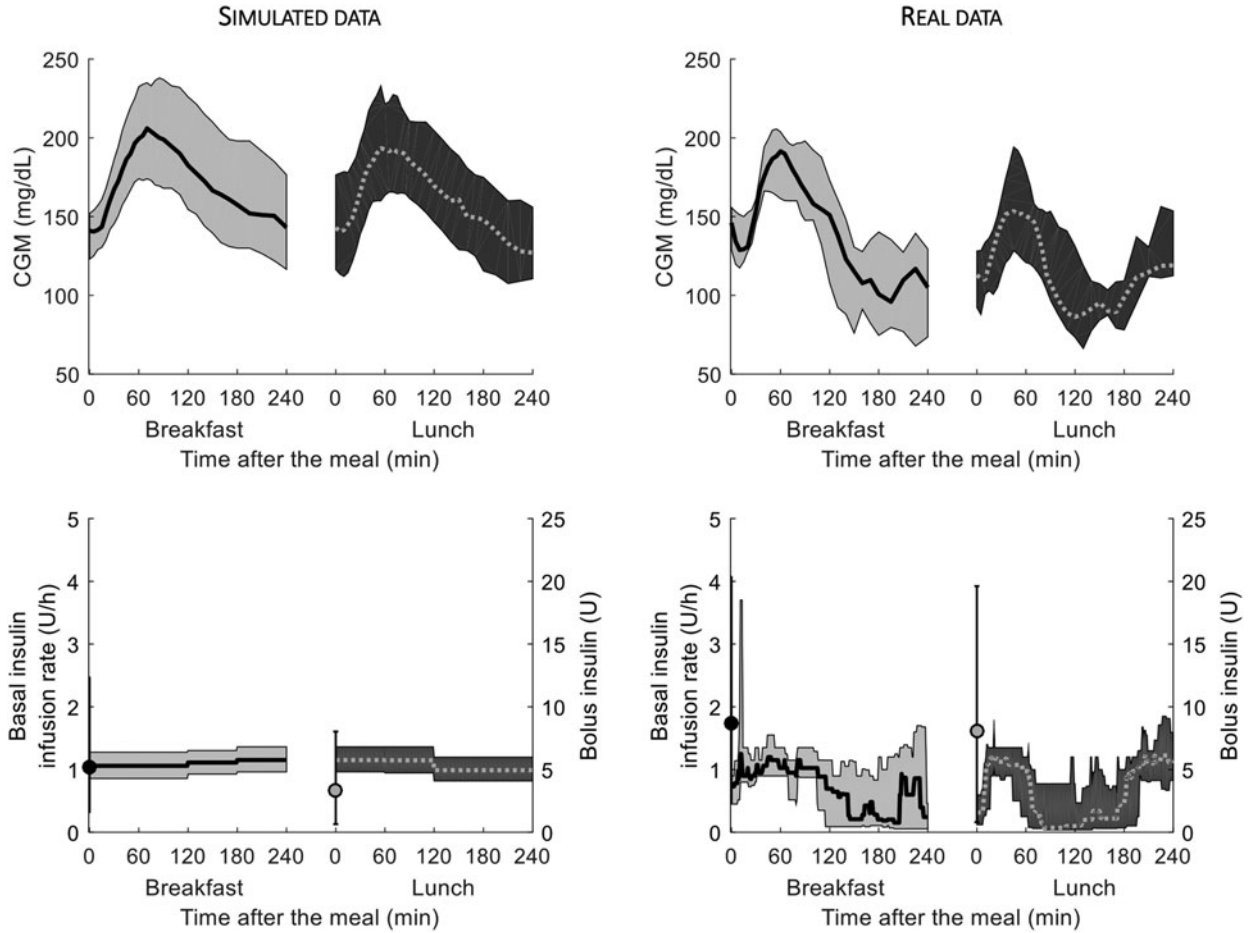 SIMULATED DATA
250
200
150
100
50
CGM (mg/dL)
0 60 120 180 240 0 60 120 180 240
Breakfast Lunch
Time after the meal (min)
REAL DATA
250
200
150
100
50
CGM (mg/dL)
0 60 120 180 240 0 60 120 180 240
Breakfast Lunch
Time after the meal (min)
5
4
3
2
1
0
Basal insulin
infusion rate (U/h)
25
20
15
10
5
0
Bolus insulin (U)
0 60 120 180 240 0 60 120 180 240
Breakfast Lunch
Time after the meal (min)
5
4
3
2
1
0
Basal insulin
infusion rate (U/h)
25
20
15
10
5
0
Bolus insulin (U)
0 60 120 180 240 0 60 120 180 240
Breakfast Lunch
Time after the meal (min)